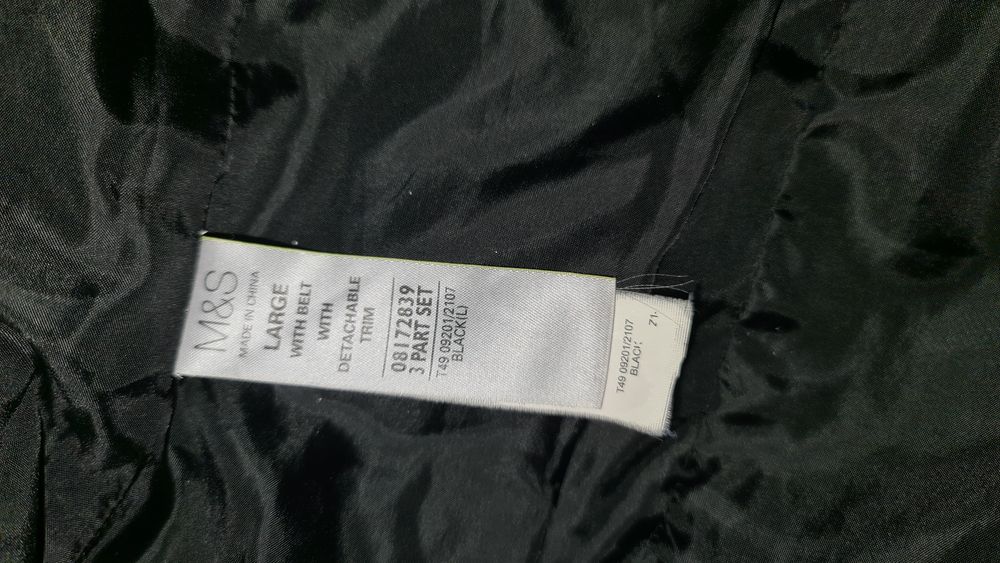 M&S
MADE IN CHINA
LARGE
WITH BELT
WITH
DETACHABLE
TRIM
08172839
3 PART SET
T49 09201/2107
BLACK(L)
T49 09201/2107
Z1-